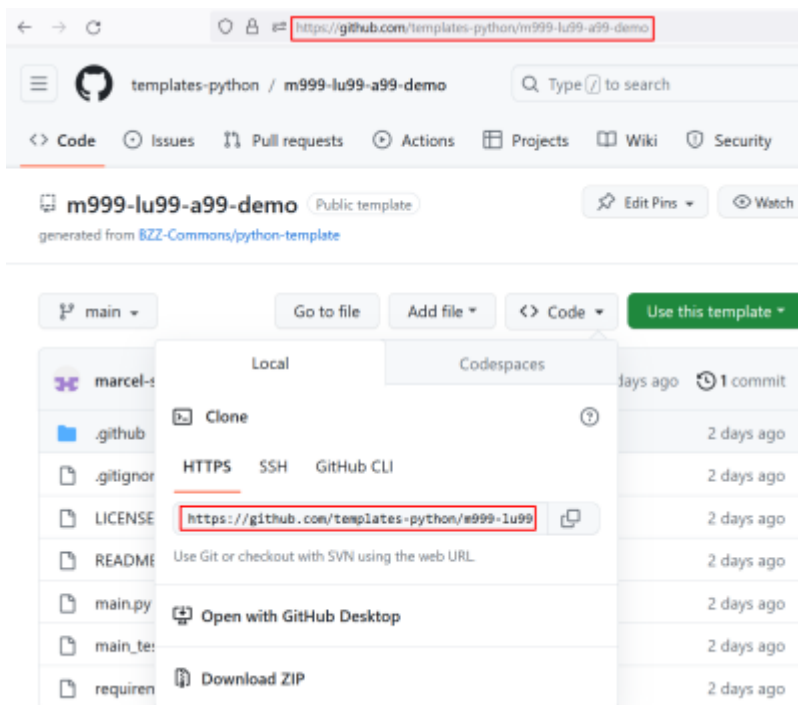 https://github.com/templates-python/m999-lu99-a99-demo
templates-python / m999-lu99-a99-demo
Type / to search
<> Code Issues Pull requests Actions Projects Wiki Security
m999-lu99-a99-demo Public template
Edit Pins Watch
generated from BZZ-Commons/python-template
main Go to file Add file <> Code Use this template
Local Codespaces
marcel-s days ago 1 commit
Clone
.github 2 days ago
HTTPS SSH GitHub CLI
.gitignor 2 days ago
https://github.com/templates-python/m999-lu99
LICENSE 2 days ago
Use Git or checkout with SVN using the web URL.
README 2 days ago
main.py 2 days ago
Open with GitHub Desktop
main_tes 2 days ago
Download ZIP
requiren 2 days ago